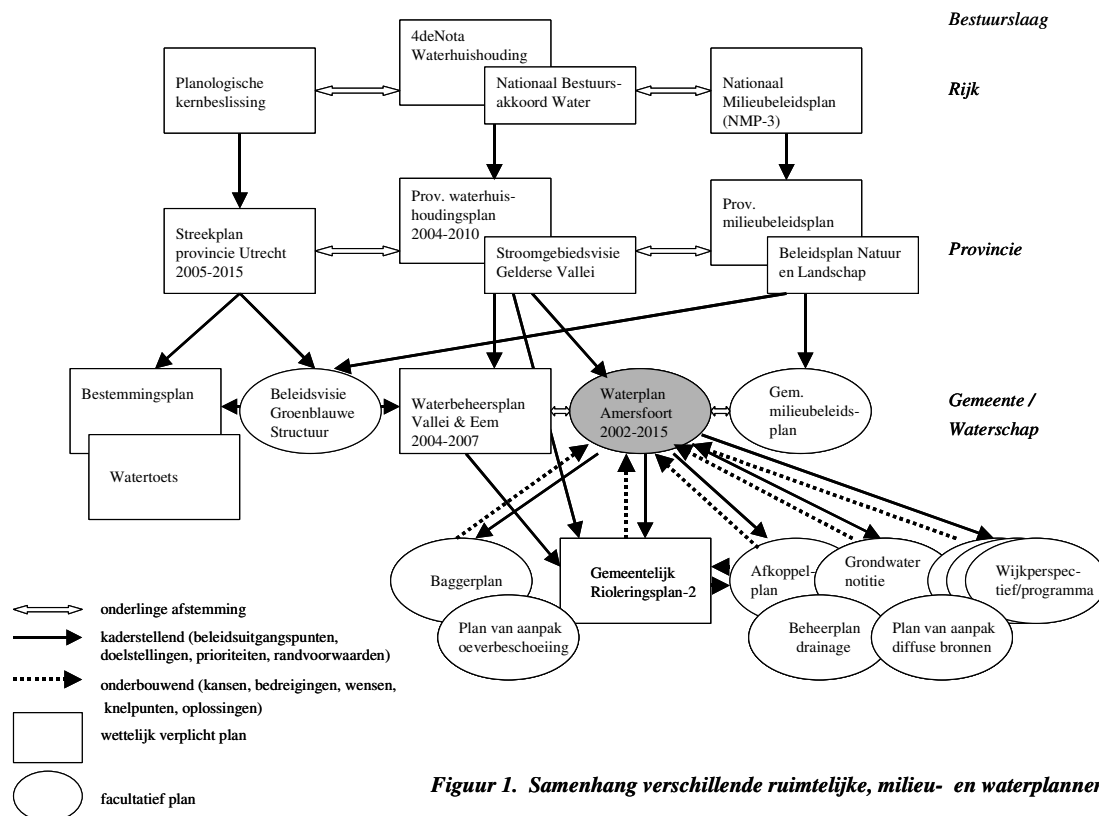 Bestuurslaag
4deNota
Waterhuishouding
Planologische
kernbeslissing
Nationaal Bestuurs-
akkoord Water
Nationaal
Milieubeleidsplan
(NMP-3)
Rijk
Prov. waterhuis-
houdingsplan
2004-2010
Prov.
milieubeleidsplan
Streekplan
provincie Utrecht
2005-2015
Stroomgebiedsvisie
Gelderse Vallei
Beleidsplan Natuur
en Landschap
Provincie
Bestemmingsplan
Watertoets
Beleidsvisie
Groenblauwe
Structuur
Waterbeheersplan
Vallei & Eem
2004-2007
Waterplan
Amersfoort
2002-2015
Gem.
milieubeleids-
plan
Gemeente /
Waterschap
Baggerplan
Plan van aanpak
oeverbeschoeiing
Gemeentelijk
Rioleringsplan-2
Afkoppel-
plan
Grondwater
notitie
Wijkperspec-
tief/programma
Beheerplan
drainage
Plan van aanpak
diffuse bronnen
onderlinge afstemming
kaderstellend (beleidsuitgangspunten,
doelstellingen, prioriteiten, randvoorwaarden)
onderbouwend (kansen, bedreigingen, wensen,
knelpunten, oplossingen)
wettelijk verplicht plan
facultatief plan
Figuur 1. Samenhang verschillende ruimtelijke, milieu- en waterplannen